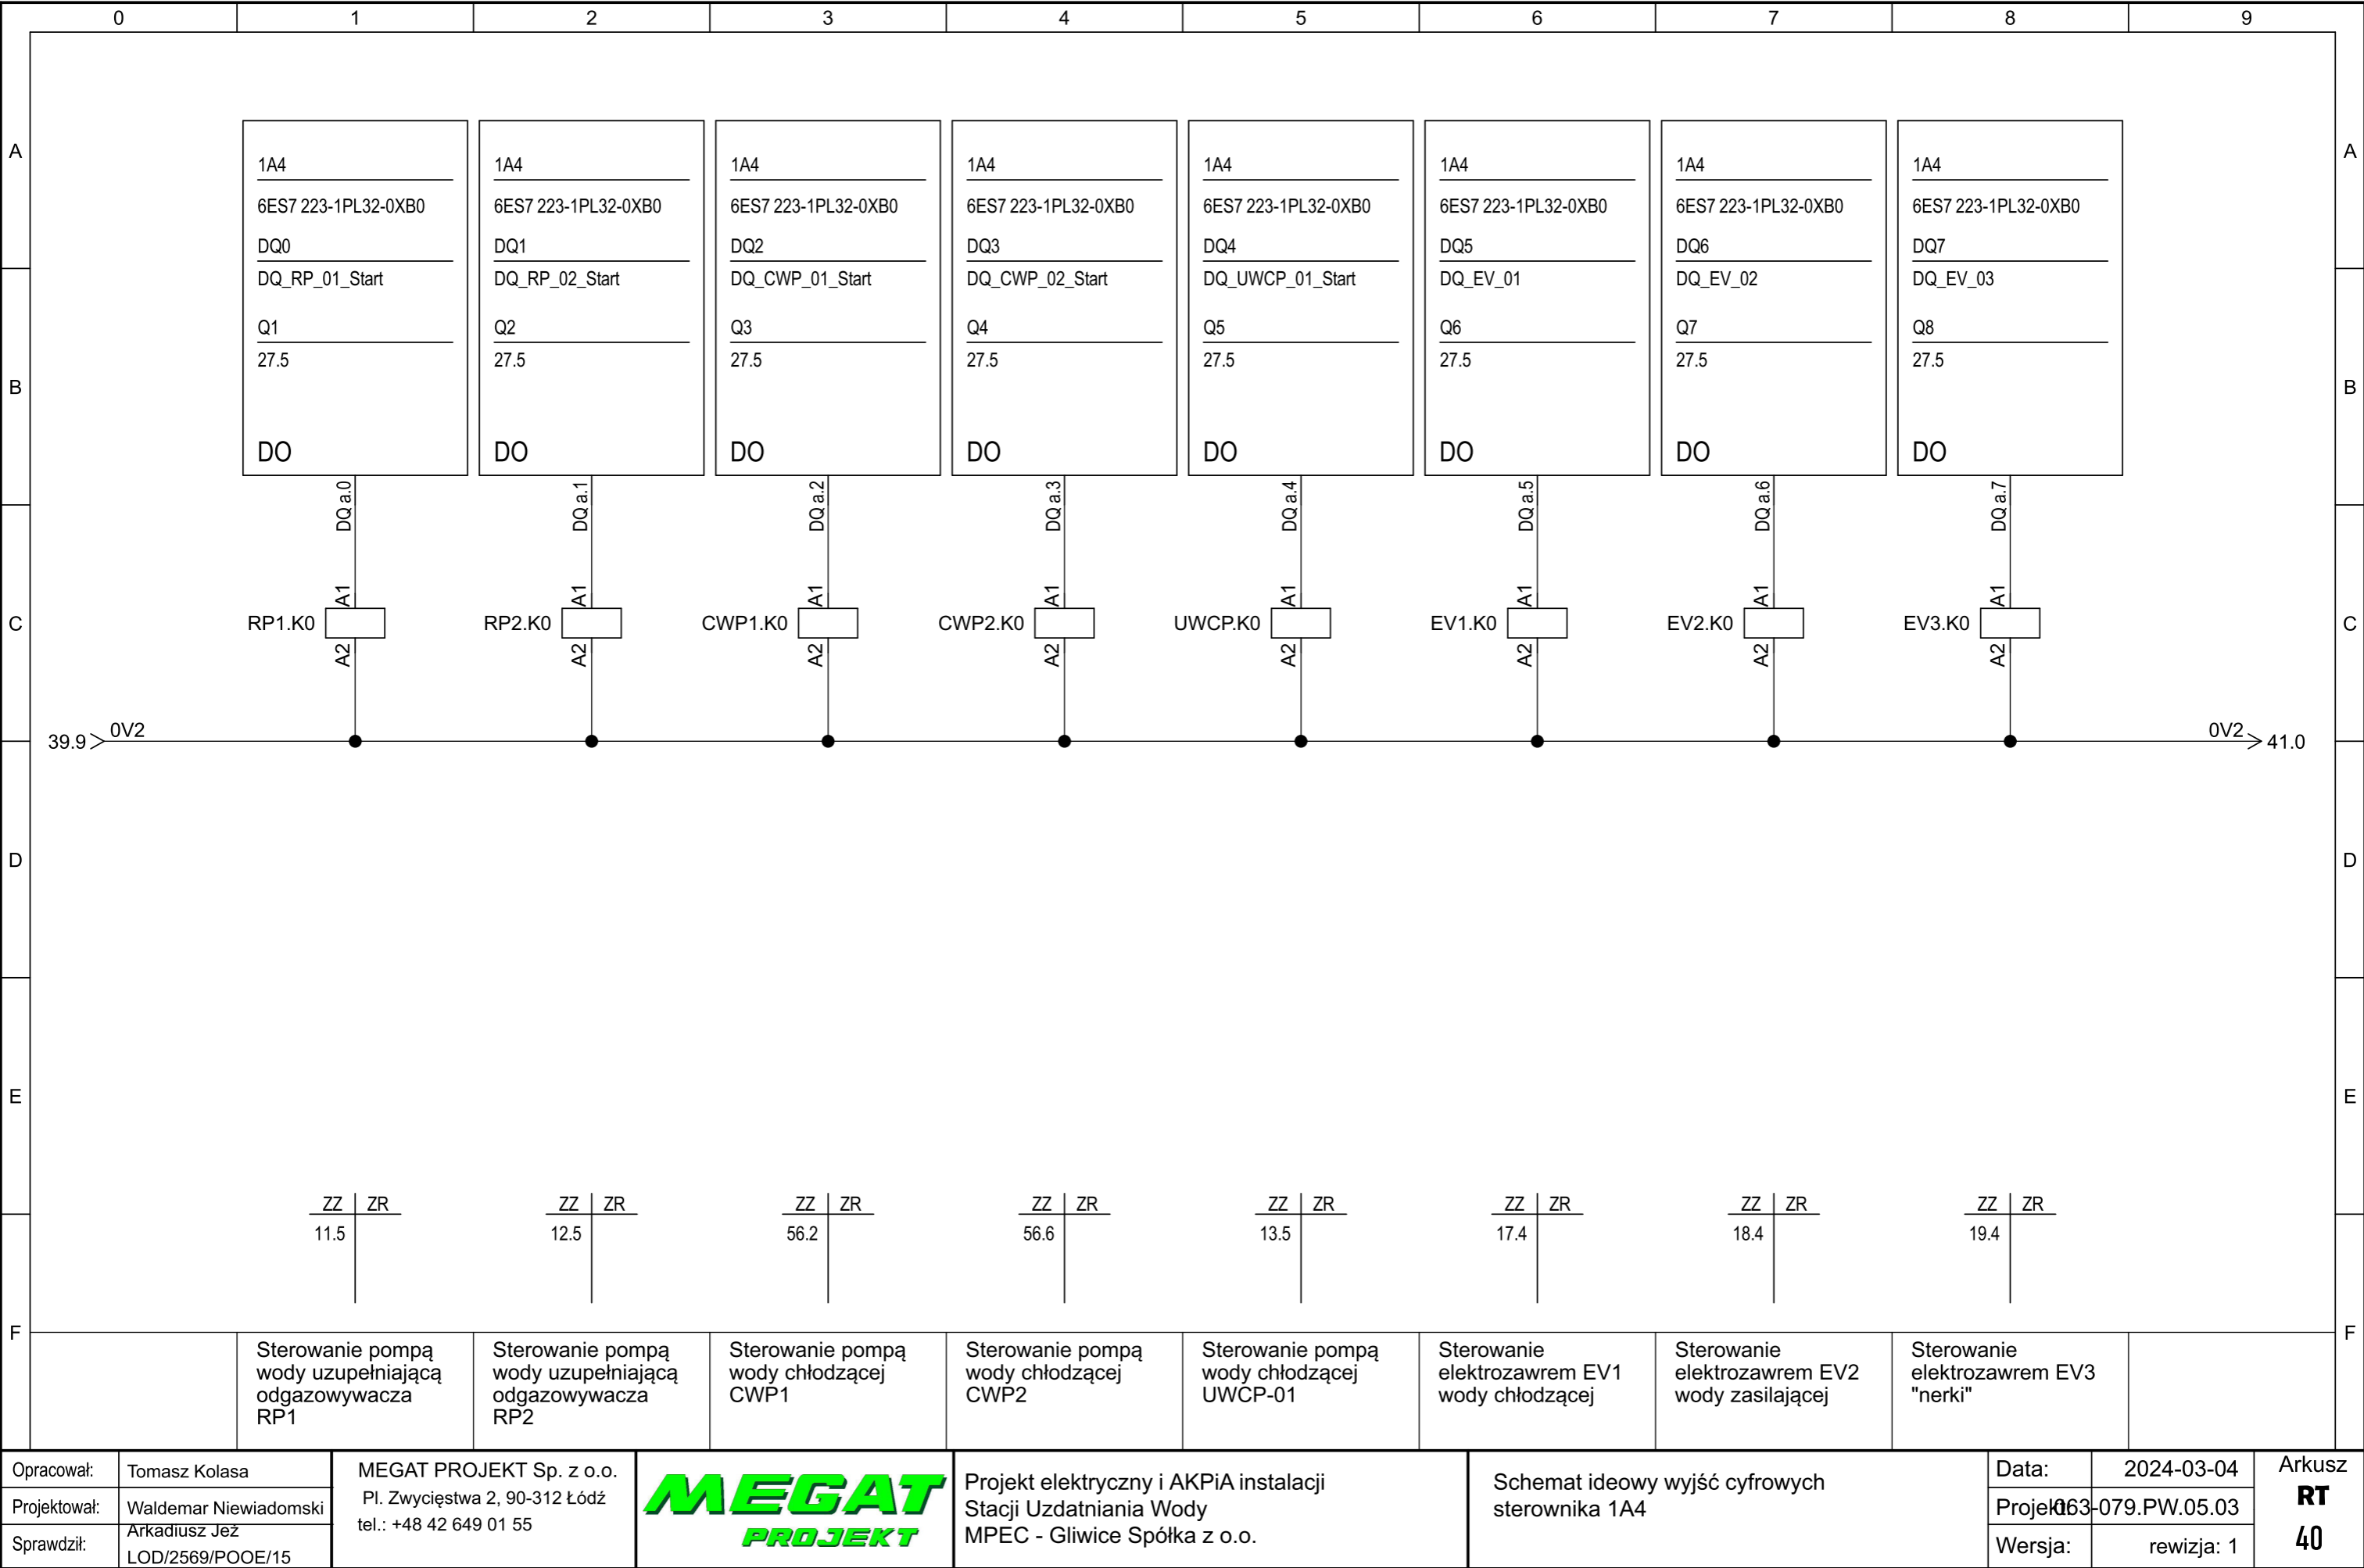 0 1 2 3 4 5 6 7 8 9
A A
1A4 1A4 1A4 1A4 1A4 1A4 1A4 1A4
6ES7 223-1PL32-0XB0 6ES7 223-1PL32-0XB0 6ES7 223-1PL32-0XB0 6ES7 223-1PL32-0XB0 6ES7 223-1PL32-0XB0 6ES7 223-1PL32-0XB0 6ES7 223-1PL32-0XB0 6ES7 223-1PL32-0XB0
DQ0 DQ1 DQ2 DQ3 DQ4 DQ5 DQ6 DQ7
DQ_RP_01_Start DQ_RP_02_Start DQ_CWP_01_Start DQ_CWP_02_Start DQ_UWCP_01_Start DQ_EV_01 DQ_EV_02 DQ_EV_03
Q1 Q2 Q3 Q4 Q5 Q6 Q7 Q8
27.5 27.5 27.5 27.5 27.5 27.5 27.5 27.5
B B
DO DO DO DO DO DO DO DO
DQ a.0 DQ a.1 DQ a.2 DQ a.3 DQ a.4 DQ a.5 DQ a.6 DQ a.7
A1 A1 A1 A1 A1 A1 A1 A1
C RP1.K0 RP2.K0 CWP1.K0 CWP2.K0 UWCP.K0 EV1.K0 EV2.K0 EV3.K0 C
A2 A2 A2 A2 A2 A2 A2 A2
39.9 0V2 0V2 41.0
D D
E E
ZZ ZR ZZ ZR ZZ ZR ZZ ZR ZZ ZR ZZ ZR ZZ ZR ZZ ZR
11.5 12.5 56.2 56.6 13.5 17.4 18.4 19.4
F F
Sterowanie pompą
wody uzupełniającą
odgazowywacza
RP1
Sterowanie pompą
wody uzupełniającą
odgazowywacza
RP2
Sterowanie pompą
wody chłodzącej
CWP1
Sterowanie pompą
wody chłodzącej
CWP2
Sterowanie pompą
wody chłodzącej
UWCP-01
Sterowanie
elektrozawrem EV1
wody chłodzącej
Sterowanie
elektrozawrem EV2
wody zasilającej
Sterowanie
elektrozawrem EV3
"nerki"
Opracował: Tomasz Kolasa
Projektował: Waldemar Niewiadomski
Sprawdził: Arkadiusz Jeż
LOD/2569/POOE/15
MEGAT PROJEKT Sp. z o.o.
Pl. Zwycięstwa 2, 90-312 Łódź
tel.: +48 42 649 01 55
MEGAT
PROJEKT
Projekt elektryczny i AKPiA instalacji
Stacji Uzdatniania Wody
MPEC - Gliwice Spółka z o.o.
Schemat ideowy wyjść cyfrowych
sterownika 1A4
Data: 2024-03-04
Projekt: 063-079.PW.05.03
Wersja: rewizja: 1
Arkusz
RT
40